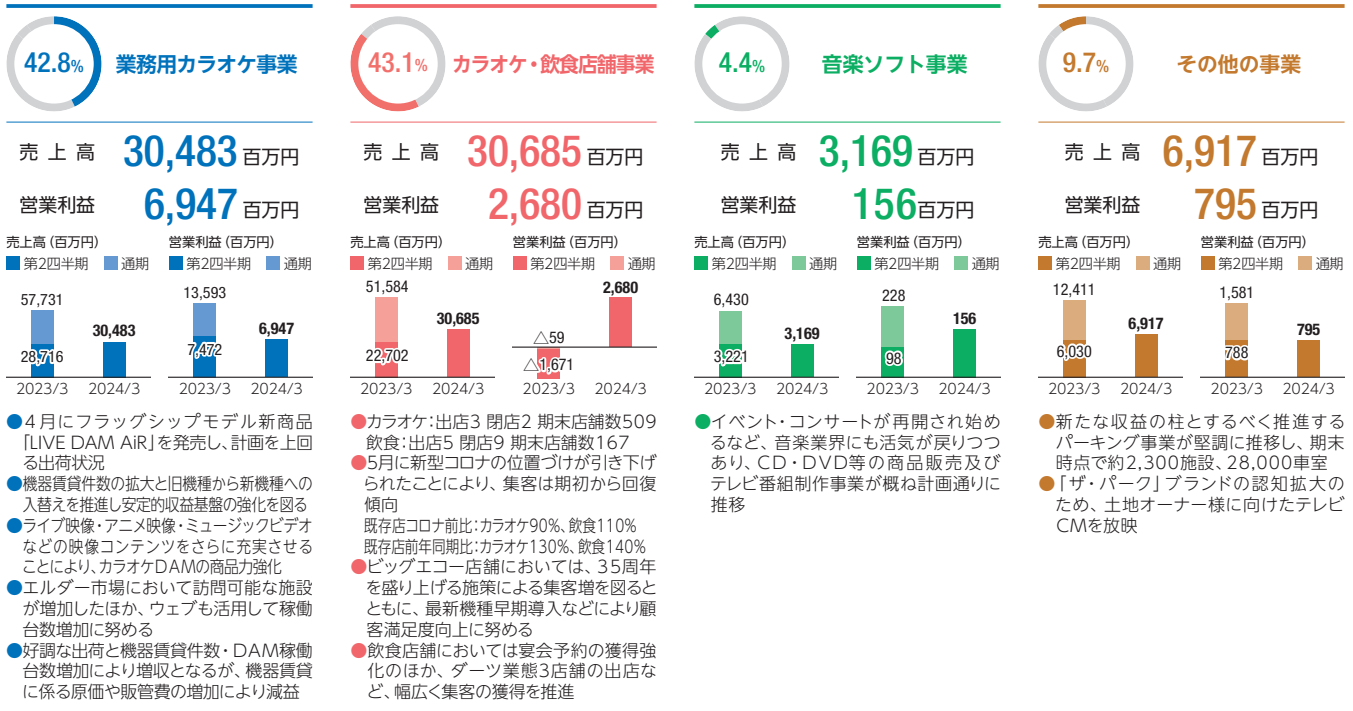 42.8%
業務用カラオケ事業
売上高 30,483 百万円
営業利益 6,947 百万円
売上高(百万円)
■第2四半期 ■通期
57,731
28,716
30,483
2023/3 2024/3
営業利益(百万円)
■第2四半期 ■通期
13,593
7,472
6,947
2023/3 2024/3
●4月にフラッグシップモデル新商品
「LIVE DAM AiR」を発売し、計画を上回
る出荷状況
●機器賃貸件数の拡大と旧機種から新機種への
入替えを推進し安定的収益基盤の強化を図る
●ライブ映像・アニメ映像・ミュージックビデオ
などの映像コンテンツをさらに充実させる
ことにより、カラオケDAMの商品力強化
●エルダー市場において訪問可能な施設
が増加したほか、ウェブも活用して稼働
台数増加に努める
●好調な出荷と機器賃貸件数・DAM稼働
台数増加により増収となるが、機器賃貸
に係る原価や販管費の増加により減益
43.1%
カラオケ・飲食店舗事業
売上高 30,685 百万円
営業利益 2,680 百万円
売上高(百万円)
■第2四半期 ■通期
51,584
22,702
30,685
2023/3 2024/3
営業利益(百万円)
■第2四半期 ■通期
△59
△1,671
2,680
2023/3 2024/3
●カラオケ:出店3 閉店2 期末店舗数509
飲食:出店5 閉店9 期末店舗数167
●5月に新型コロナの位置づけが引き下げ
られたことにより、集客は期初から回復
傾向
既存店コロナ前比:カラオケ90%、飲食110%
既存店前年同期比:カラオケ130%、飲食140%
●ビッグエコー店舗においては、35周年
を盛り上げる施策による集客増を図ると
ともに、最新機種早期導入などにより顧
客満足度向上に努める
●飲食店舗においては宴会予約の獲得強
化のほか、ダーツ業態3店舗の出店な
ど、幅広く集客の獲得を推進
4.4%
音楽ソフト事業
売上高 3,169 百万円
営業利益 156百万円
売上高(百万円)
■第2四半期 ■通期
6,430
3,221
3,169
2023/3 2024/3
営業利益(百万円)
■第2四半期 ■通期
228
98
156
2023/3 2024/3
●イベント・コンサートが再開され始め
るなど、音楽業界にも活気が戻りつつ
あり、CD・DVD等の商品販売及び
テレビ番組制作事業が概ね計画通りに
推移
9.7%
その他の事業
売上高 6,917 百万円
営業利益 795 百万円
売上高(百万円)
■第2四半期 ■通期
12,411
6,030
6,917
2023/3 2024/3
営業利益(百万円)
■第2四半期 ■通期
1,581
788
795
2023/3 2024/3
●新たな収益の柱とするべく推進する
パーキング事業が堅調に推移し、期末
時点で約2,300施設、28,000車室
●「ザ・パーク」ブランドの認知拡大の
ため、土地オーナー様に向けたテレビ
CMを放映